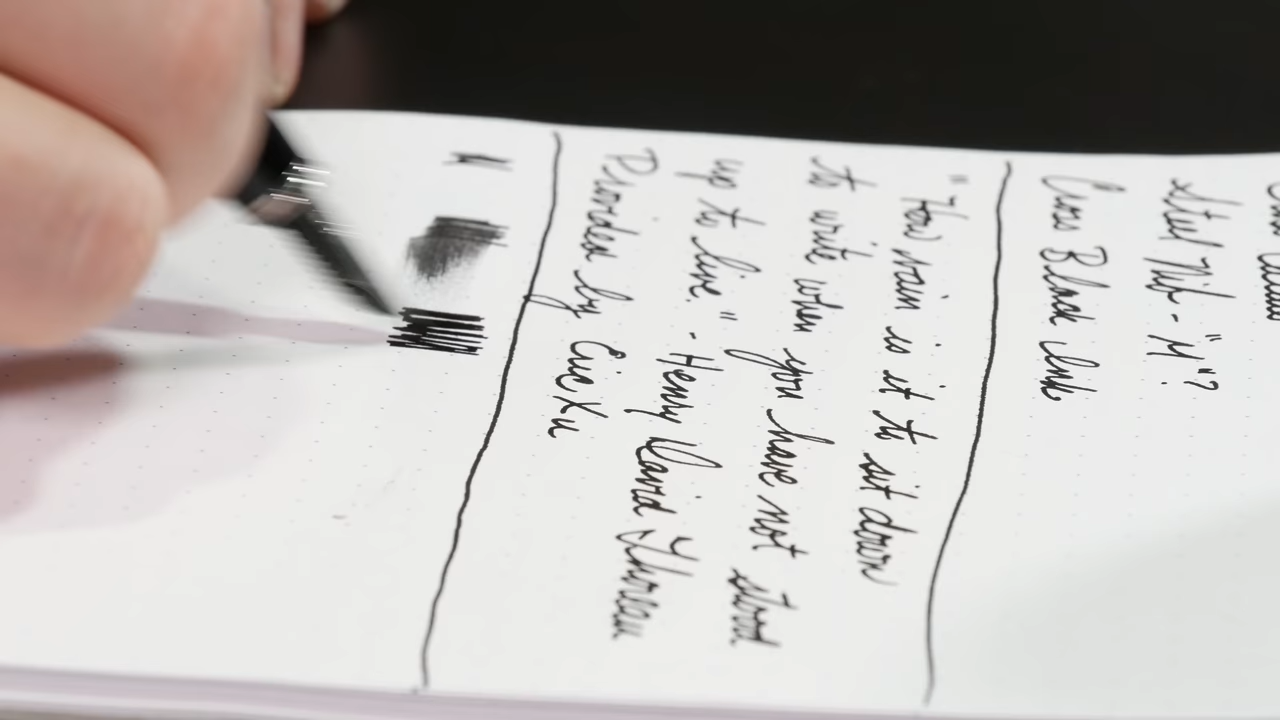 Steel Nib - "M"?
Cross Black Ink
"How vain is it to sit down
to write when you have not stood
up to live." - Henry David Thoreau
Provided by Eric Xu